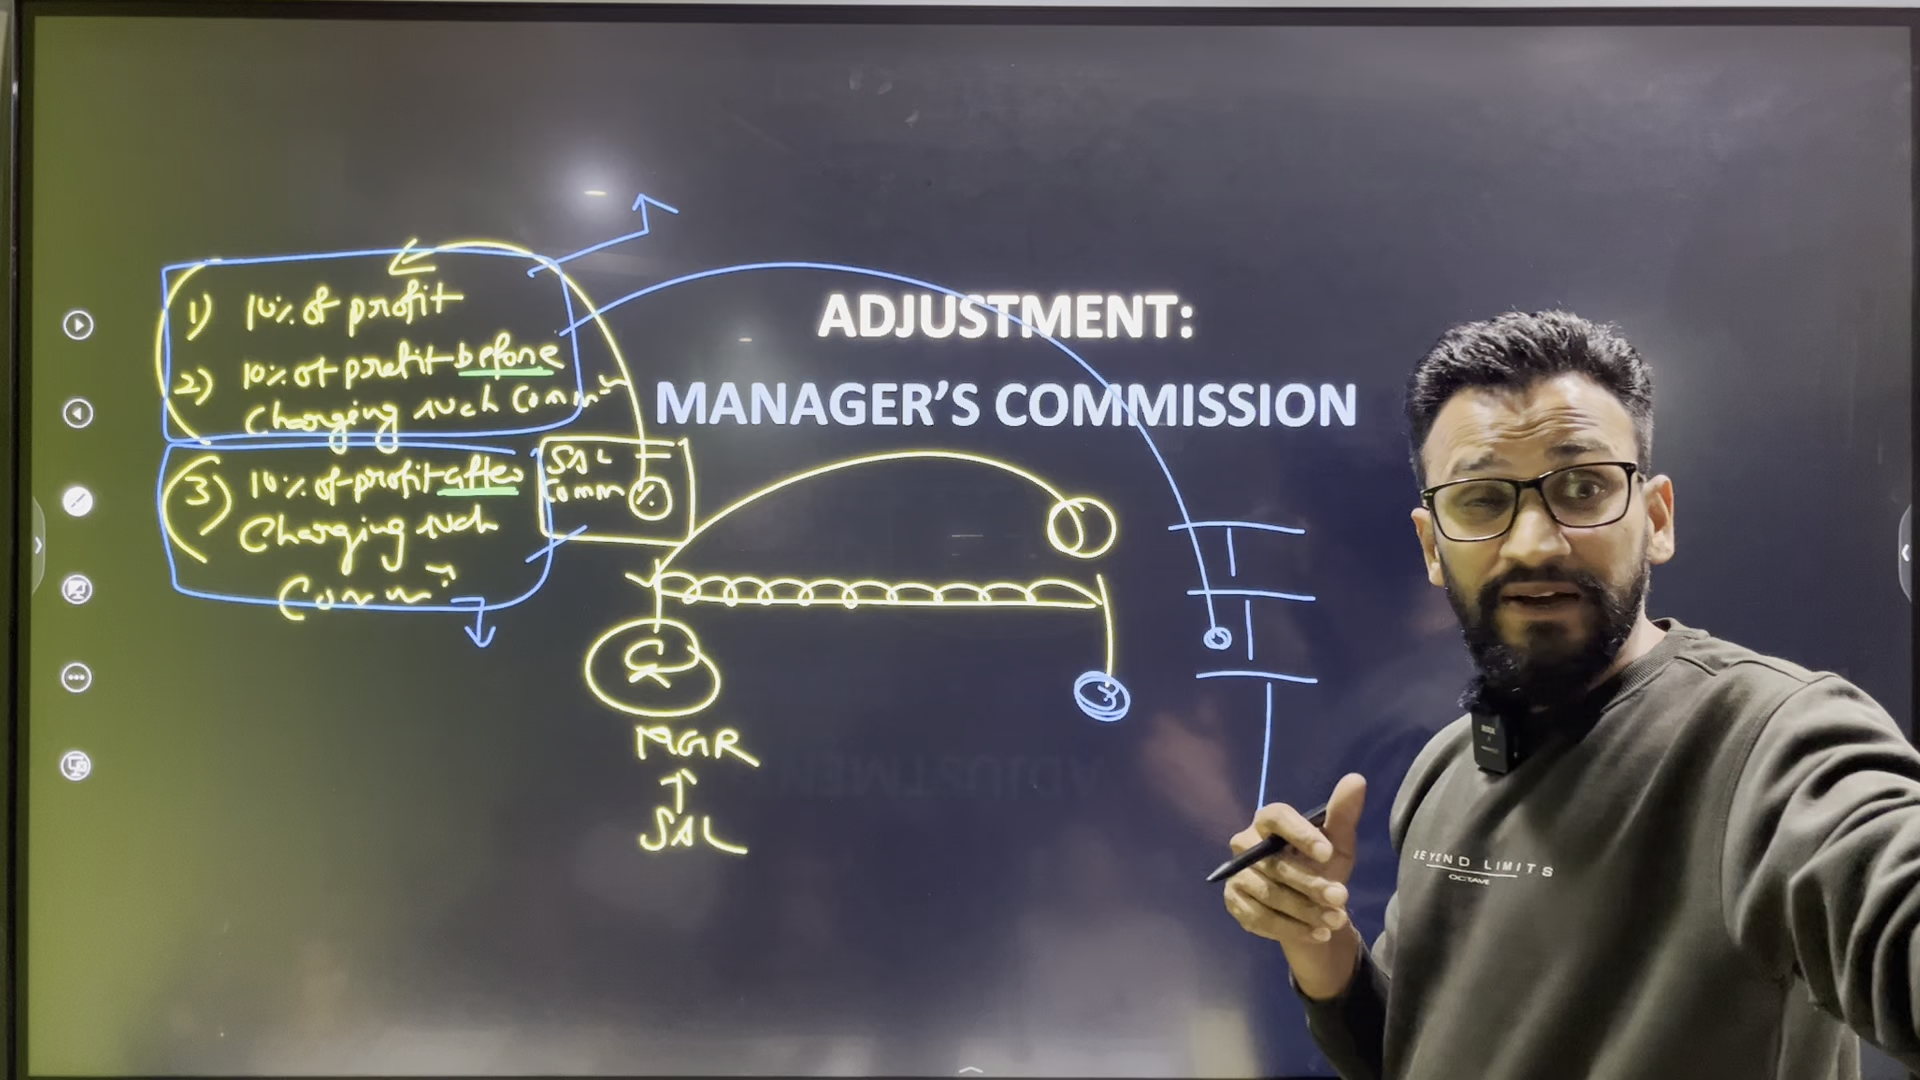 1) 10% of profit
2) 10% of profit before
Charging such Comm
3) 10% of profit after
Charging such
Comm
SAL
Comm %
ADJUSTMENT:
MANAGER'S COMMISSION
MGR
SAL
BEYOND LIMITS
OCTAVE